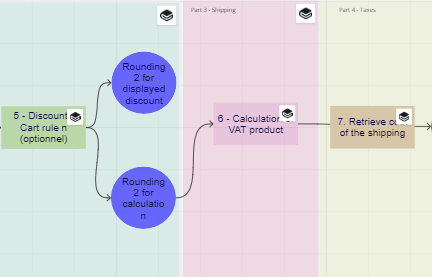 Part 3 - Shipping
Part 4 - Taxes
Rounding
2 for
displayed
discount
5 - Discount
Cart rule n
(optionnel)
6 - Calculation
VAT product
7. Retrieve
of the shipping
Rounding
2 for
calculatio
n